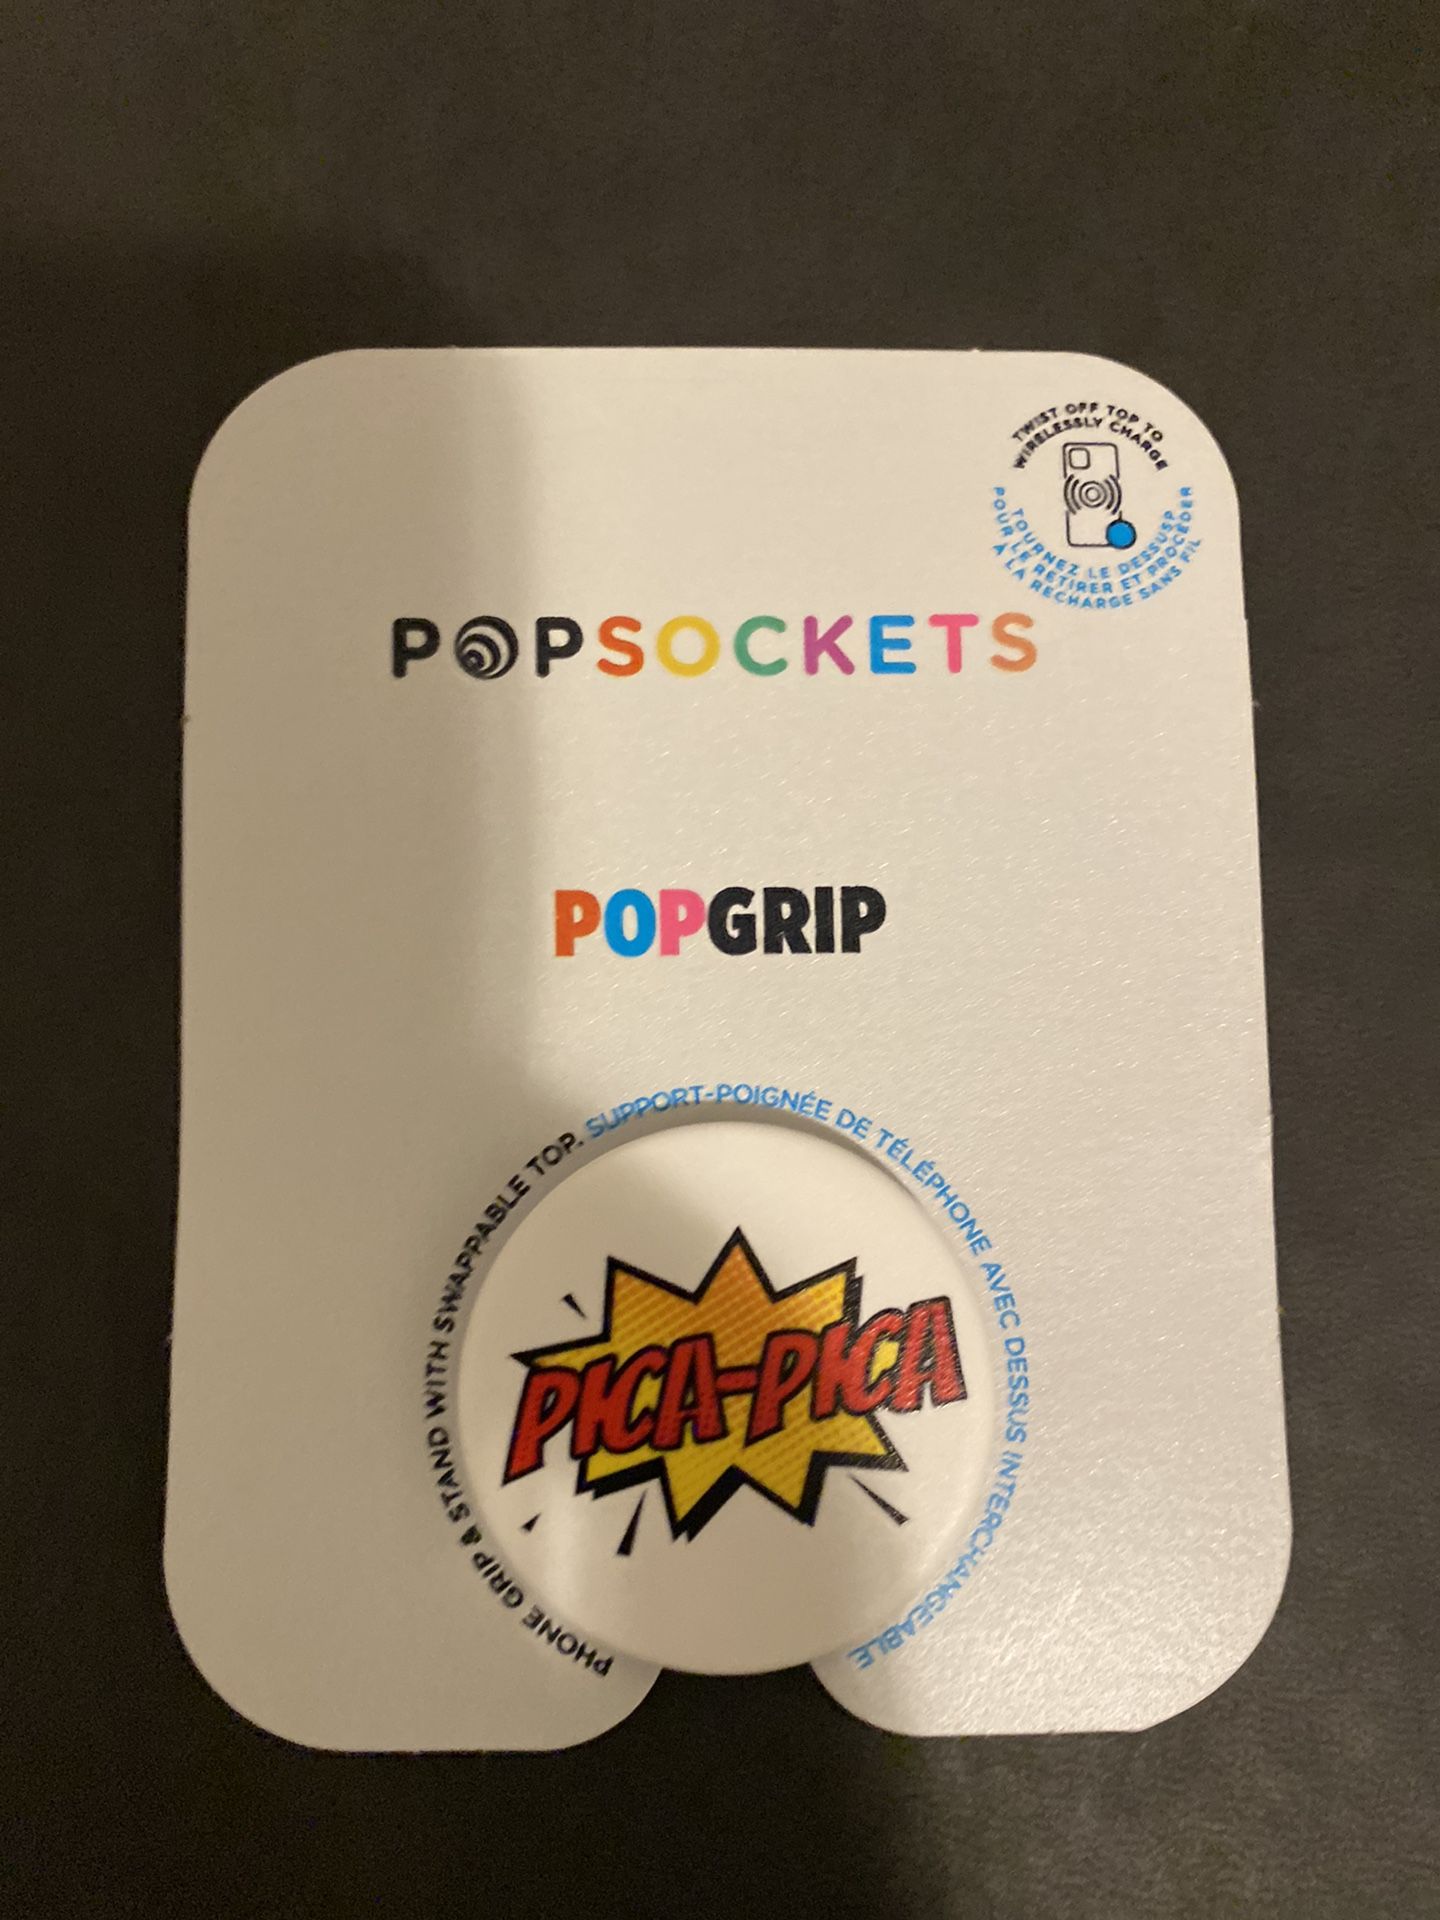 TWIST OFF TOP TO
WIRELESSLY CHARGE
TOURNEZ LE DESSUSP
POUR LE RETIRER ET PROCÉDER
À LA RECHARGE SANS FIL
POPSOCKETS
POPGRIP
PHONE GRIP & STAND WITH SWAPPABLE TOP. SUPPORT-POIGNÉE DE TÉLÉPHONE AVEC DESSUS INTERCHANGEABLE
PICA-PICA